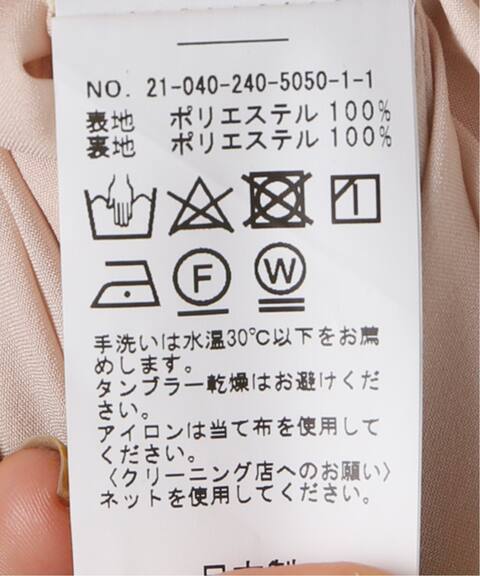 NO. 21-040-240-5050-1-1
表地 ポリエステル 100%
裏地 ポリエステル 100%
F
W
手洗いは水温30℃以下をお薦
めします。
タンブラー乾燥はお避けくだ
さい。
アイロンは当て布を使用して
ください。
〈クリーニング店へのお願い〉
ネットを使用してください。
日本製